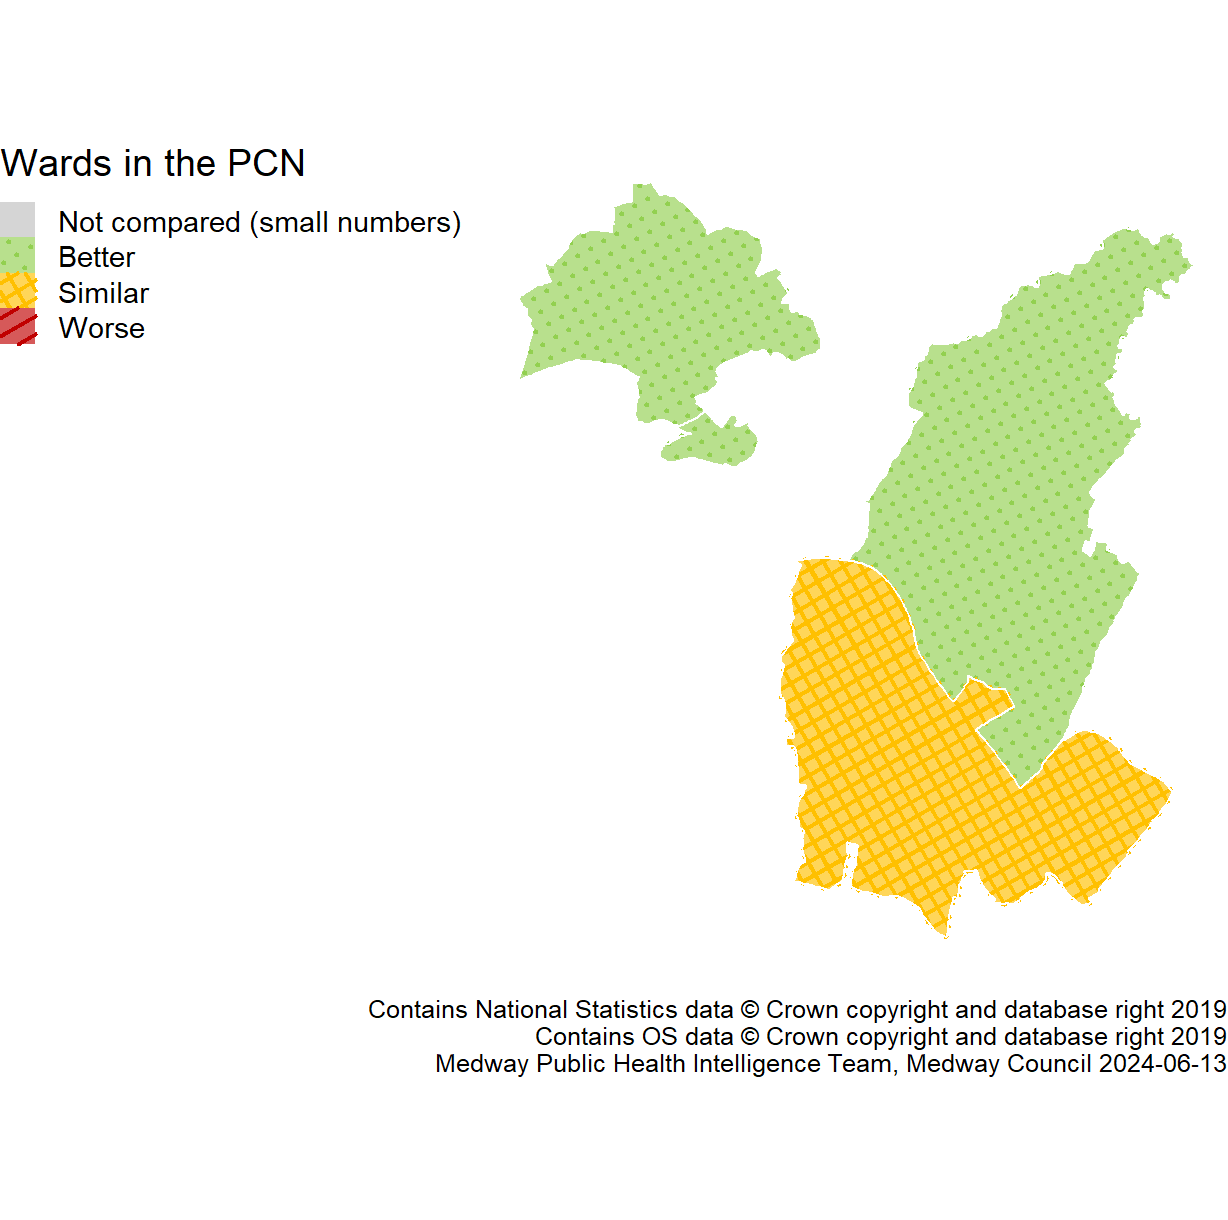 Wards in the PCN
Not compared (small numbers)
Better
Similar
Worse
Contains National Statistics data © Crown copyright and database right 2019
Contains OS data © Crown copyright and database right 2019
Medway Public Health Intelligence Team, Medway Council 2024-06-13